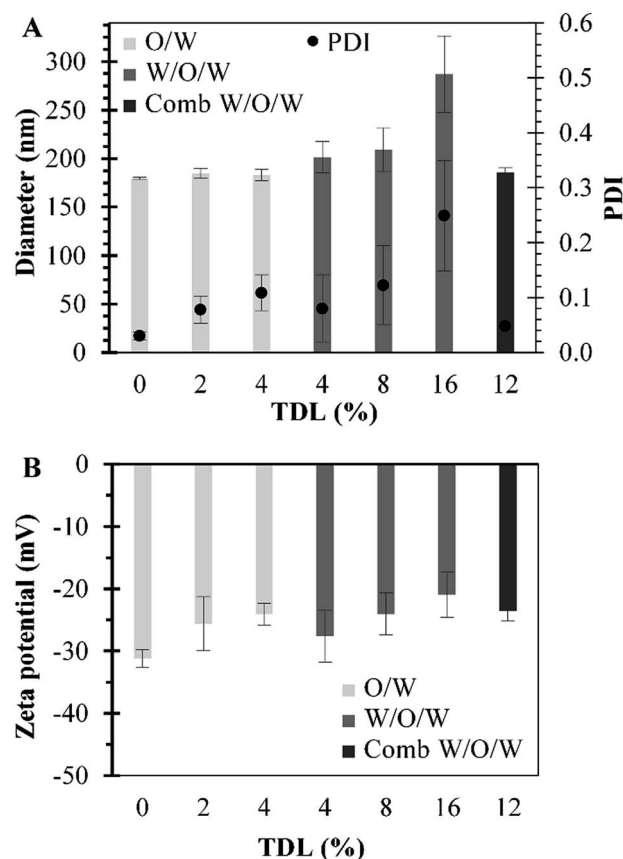 A
O/W
W/O/W
Comb W/O/W
PDI
Diameter (nm)
300
250
200
150
100
50
0
PDI
0.6
0.5
0.4
0.3
0.2
0.1
0.0
0 2 4 4 8 16 12
TDL (%)
B
Zeta potential (mV)
0
-10
-20
-30
-40
-50
O/W
W/O/W
Comb W/O/W
0 2 4 4 8 16 12
TDL (%)